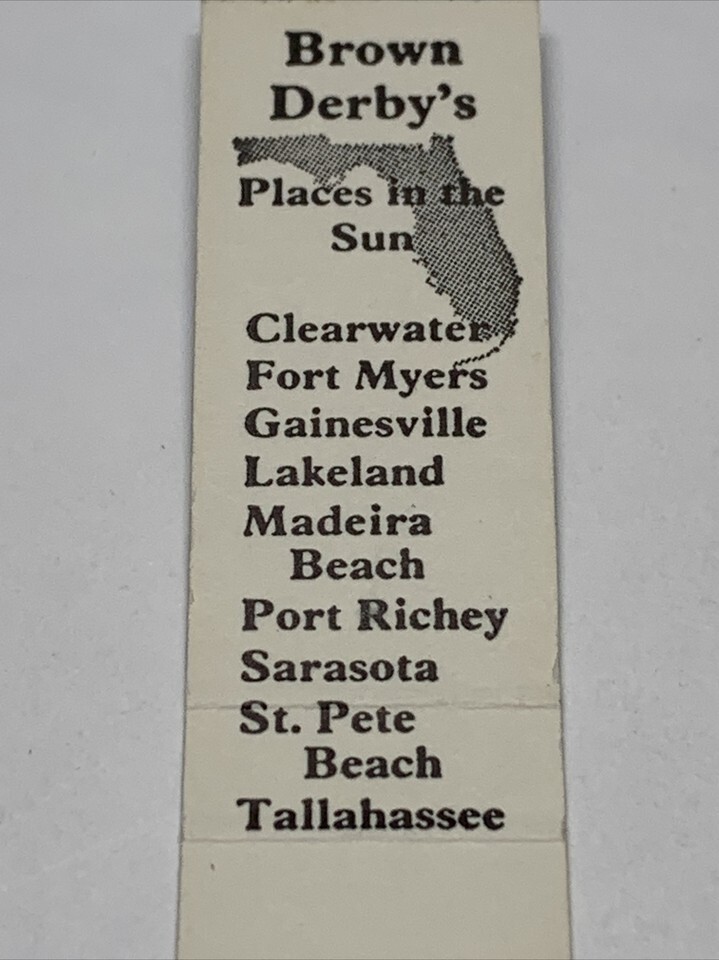 Brown
Derby's
Places in the
Sun
Clearwater
Fort Myers
Gainesville
Lakeland
Madeira
Beach
Port Richey
Sarasota
St. Pete
Beach
Tallahassee